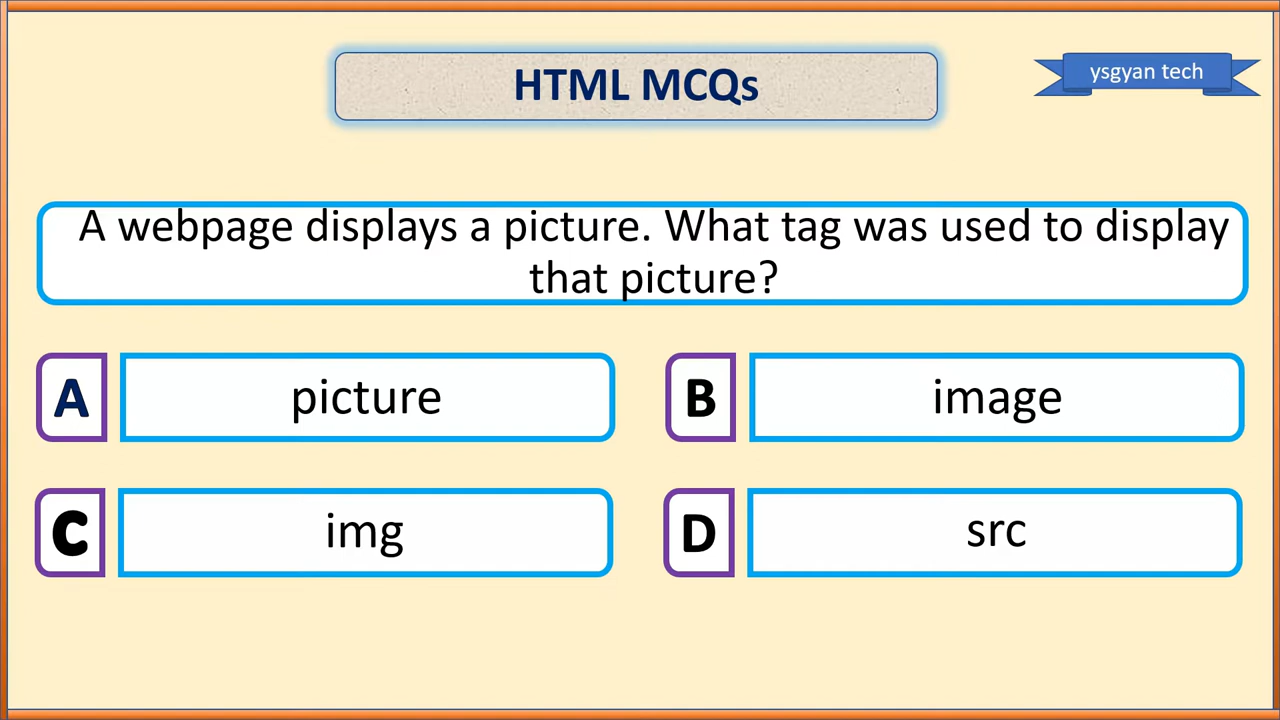 HTML MCQs
ysgyan tech
A webpage displays a picture. What tag was used to display
that picture?
A picture
B image
C img
D src